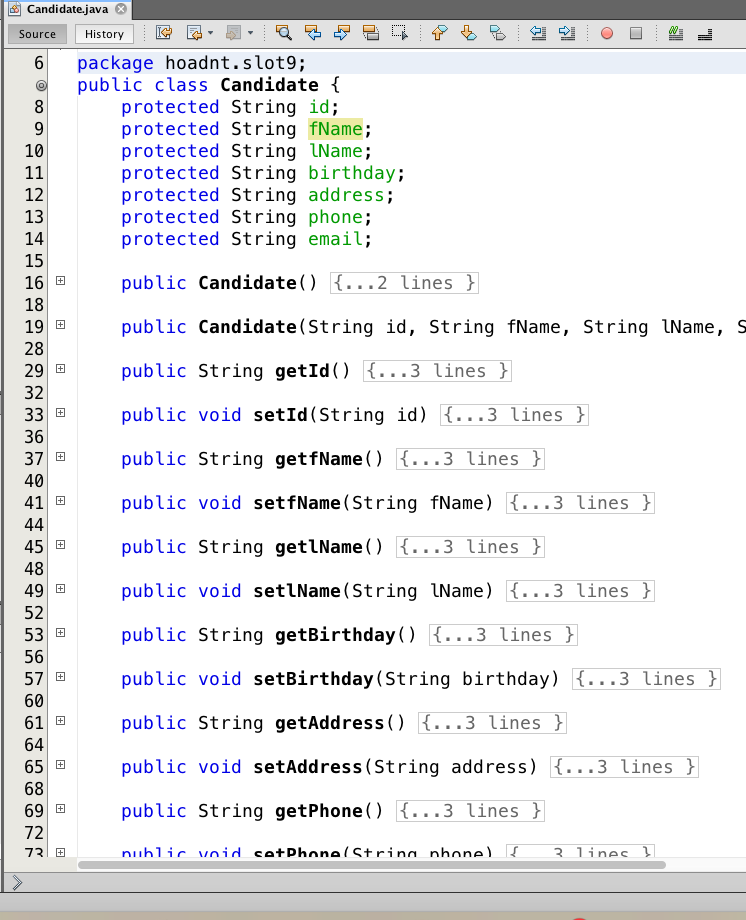 Candidate.java
Source History
6 package hoadnt.slot9;
public class Candidate {
8 protected String id;
9 protected String fName;
10 protected String lName;
11 protected String birthday;
12 protected String address;
13 protected String phone;
14 protected String email;
15
16 public Candidate() {...2 lines }
18
19 public Candidate(String id, String fName, String lName, S
28
29 public String getId() {...3 lines }
32
33 public void setId(String id) {...3 lines }
36
37 public String getfName() {...3 lines }
40
41 public void setfName(String fName) {...3 lines }
44
45 public String getlName() {...3 lines }
48
49 public void setlName(String lName) {...3 lines }
52
53 public String getBirthday() {...3 lines }
56
57 public void setBirthday(String birthday) {...3 lines }
60
61 public String getAddress() {...3 lines }
64
65 public void setAddress(String address) {...3 lines }
68
69 public String getPhone() {...3 lines }
72
73 public void setPhone(String phone) {...3 lines }